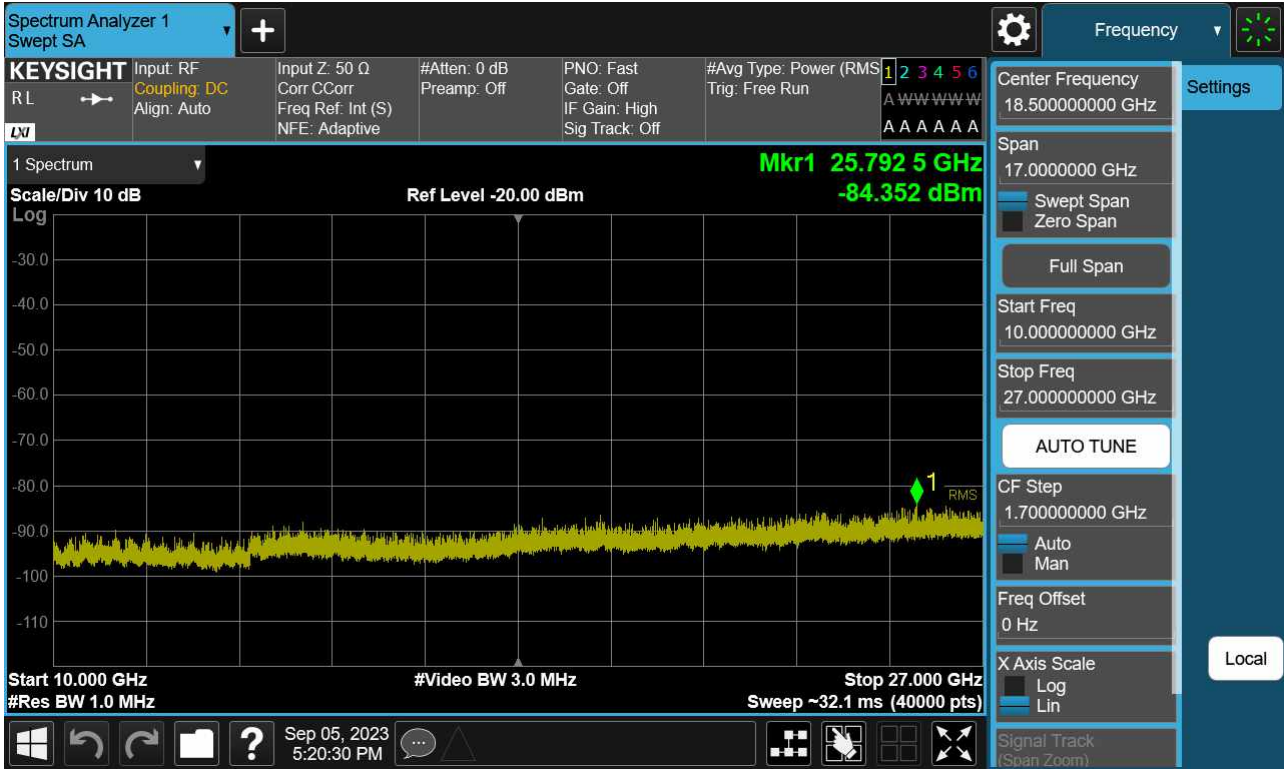 Spectrum Analyzer 1
Swept SA
+
Frequency
KEYSIGHT
R L
LXI
Input: RF
Coupling: DC
Align: Auto
Input Z: 50 Ω
Corr CCorr
Freq Ref: Int (S)
NFE: Adaptive
#Atten: 0 dB
Preamp: Off
PNO: Fast
Gate: Off
IF Gain: High
Sig Track: Off
#Avg Type: Power (RMS
Trig: Free Run
1 2 3 4 5 6
A W W W W W
A A A A A A
1 Spectrum
Scale/Div 10 dB
Log
Ref Level -20.00 dBm
Mkr1 25.792 5 GHz
-84.352 dBm
-30.0
-40.0
-50.0
-60.0
-70.0
-80.0
-90.0
-100
-110
1
RMS
Start 10.000 GHz
#Res BW 1.0 MHz
#Video BW 3.0 MHz
Stop 27.000 GHz
Sweep ~32.1 ms (40000 pts)
Center Frequency
18.500000000 GHz
Span
17.0000000 GHz
Swept Span
Zero Span
Full Span
Start Freq
10.000000000 GHz
Stop Freq
27.000000000 GHz
AUTO TUNE
CF Step
1.700000000 GHz
Auto
Man
Freq Offset
0 Hz
X Axis Scale
Log
Lin
Signal Track
(Span Zoom)
Settings
Local
?
Sep 05, 2023
5:20:30 PM